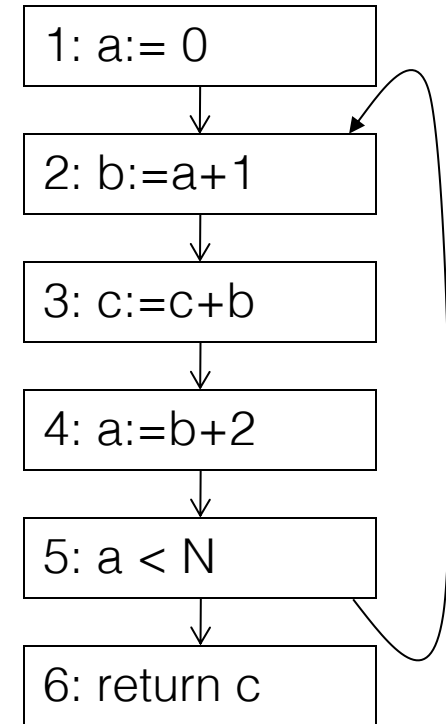 1: a:= 0
2: b:=a+1
3: c:=c+b
4: a:=b+2
5: a < N
6: return c